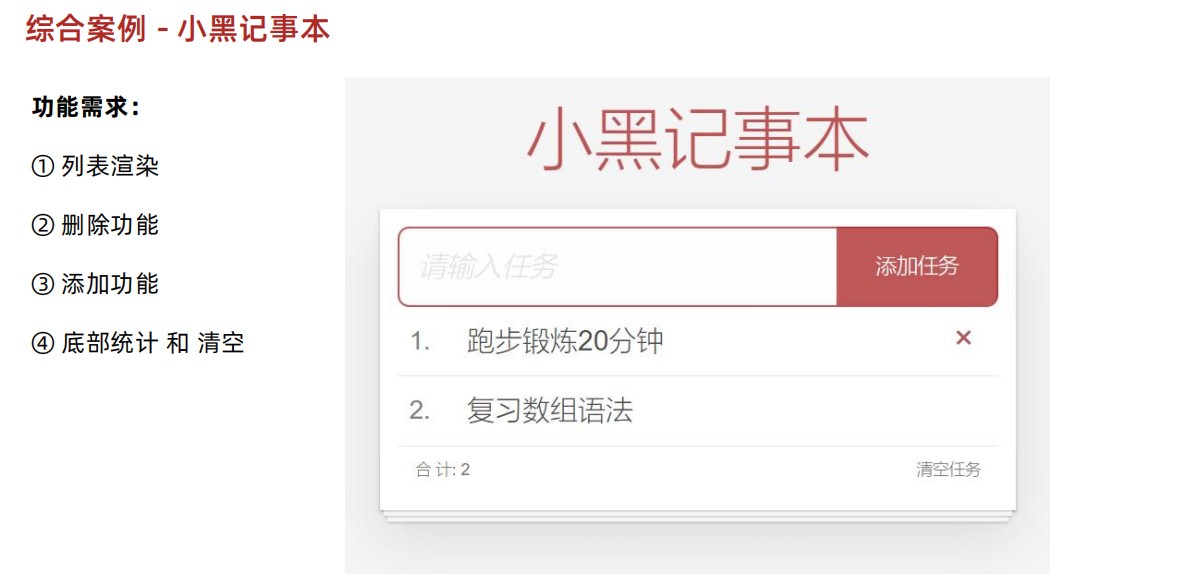 综合案例 - 小黑记事本
功能需求：
① 列表渲染
② 删除功能
③ 添加功能
④ 底部统计 和 清空
小黑记事本
请输入任务
添加任务
1. 跑步锻炼20分钟 ×
2. 复习数组语法
合 计: 2 清空任务